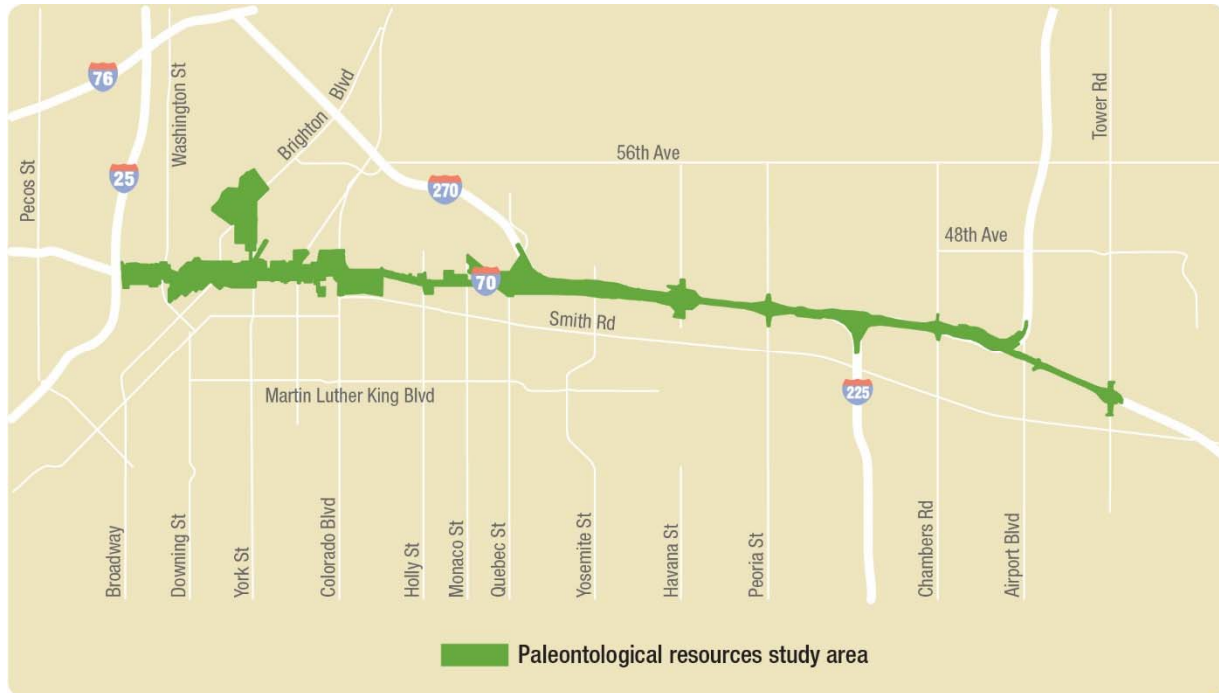 76
Washington St
Brighton Blvd
Tower Rd
Pecos St
25
56th Ave
270
48th Ave
70
Smith Rd
Martin Luther King Blvd
225
Broadway
Downing St
York St
Colorado Blvd
Holly St
Monaco St
Quebec St
Yosemite St
Havana St
Peoria St
Chambers Rd
Airport Blvd
Paleontological resources study area